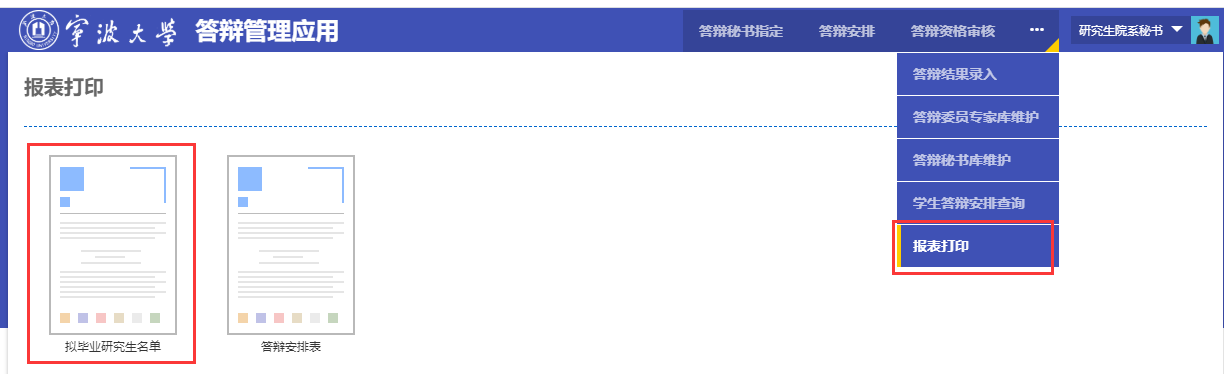 宁波大学 答辩管理应用
答辩秘书指定 答辩安排 答辩资格审核 ··· 研究生院系秘书
报表打印
答辩结果录入
答辩委员专家库维护
答辩秘书库维护
学生答辩安排查询
报表打印
拟毕业研究生名单 答辩安排表